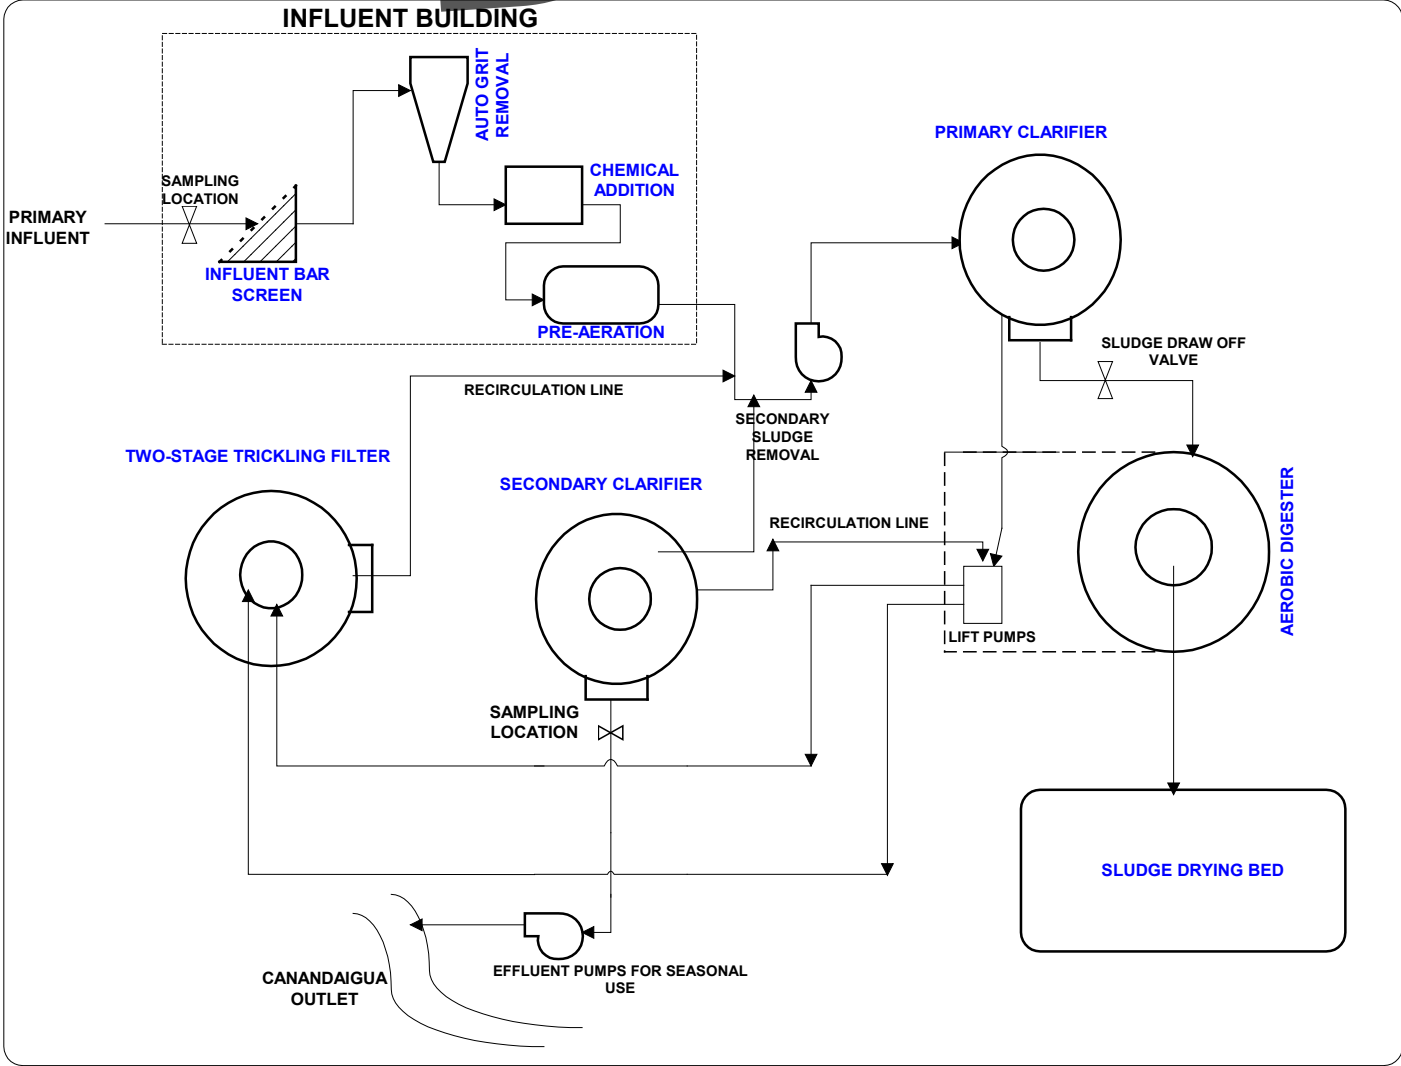 INFLUENT BUILDING
AUTO GRIT
REMOVAL
PRIMARY CLARIFIER
CHEMICAL
ADDITION
SAMPLING
LOCATION
PRIMARY
INFLUENT
INFLUENT BAR
SCREEN
PRE-AERATION
SLUDGE DRAW OFF
VALVE
RECIRCULATION LINE
SECONDARY
SLUDGE
REMOVAL
TWO-STAGE TRICKLING FILTER
SECONDARY CLARIFIER
RECIRCULATION LINE
AEROBIC DIGESTER
LIFT PUMPS
SAMPLING
LOCATION
SLUDGE DRYING BED
EFFLUENT PUMPS FOR SEASONAL
USE
CANANDAIGUA
OUTLET